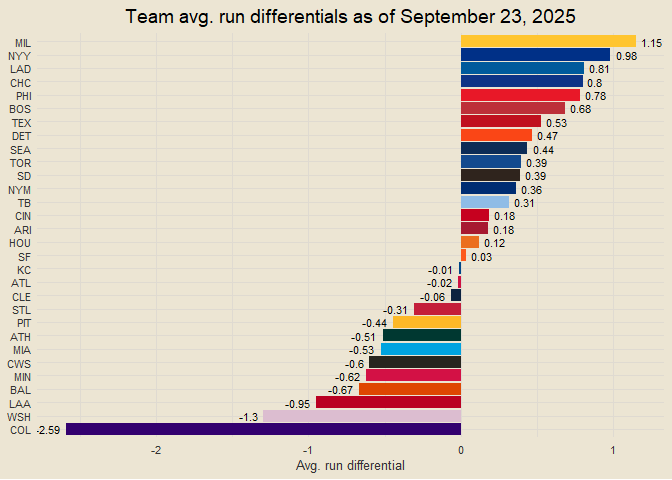 Team avg. run differentials as of September 23, 2025
MIL 1.15
NYY 0.98
LAD 0.81
CHC 0.8
PHI 0.78
BOS 0.68
TEX 0.53
DET 0.47
SEA 0.44
TOR 0.39
SD 0.39
NYM 0.36
TB 0.31
CIN 0.18
ARI 0.18
HOU 0.12
SF 0.03
KC -0.01
ATL -0.02
CLE -0.06
STL -0.31
PIT -0.44
ATH -0.51
MIA -0.53
CWS -0.6
MIN -0.62
BAL -0.67
LAA -0.95
WSH -1.3
COL -2.59
-2 -1 0 1
Avg. run differential